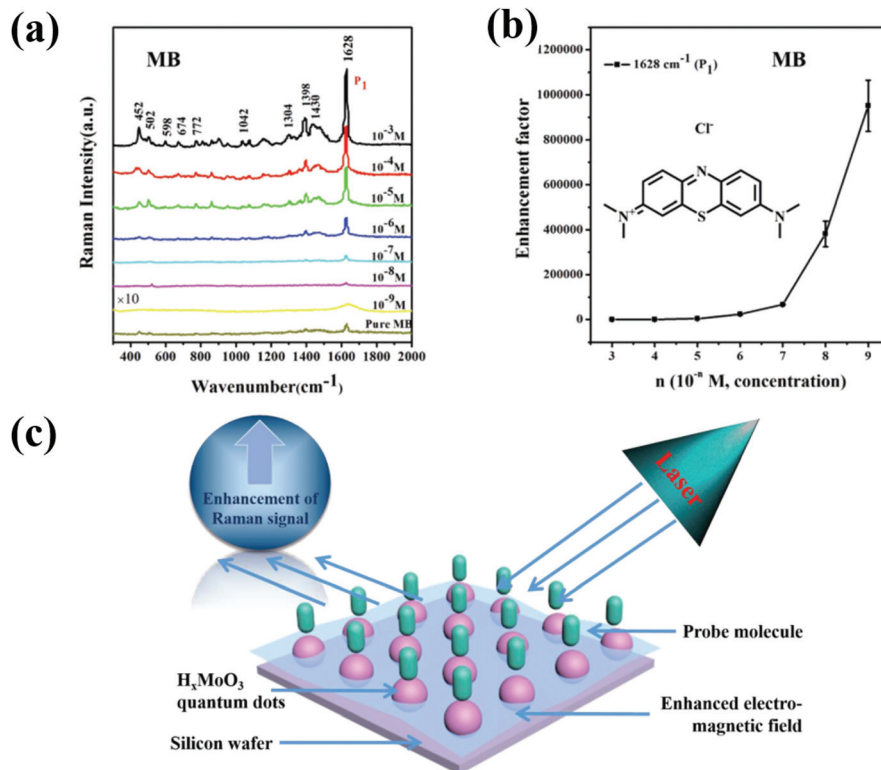 (a)
MB
1628
P₁
452
502
598
674
772
1042
1304
1398
1430
10⁻³M
10⁻⁴M
10⁻⁵M
10⁻⁶M
10⁻⁷M
10⁻⁸M
×10
10⁻⁹M
Pure MB
Raman Intensity(a.u.)
400 600 800 1000 1200 1400 1600 1800 2000
Wavenumber(cm⁻¹)
(b)
1628 cm⁻¹ (P₁)
MB
Cl⁻
N
N⁺
S
N
Enhancement factor
1200000
1000000
800000
600000
400000
200000
0
3 4 5 6 7 8 9
n (10⁻ⁿ M, concentration)
(c)
Enhancement of
Raman signal
Laser
Probe molecule
HₓMoO₃
quantum dots
Enhanced electro-
magnetic field
Silicon wafer